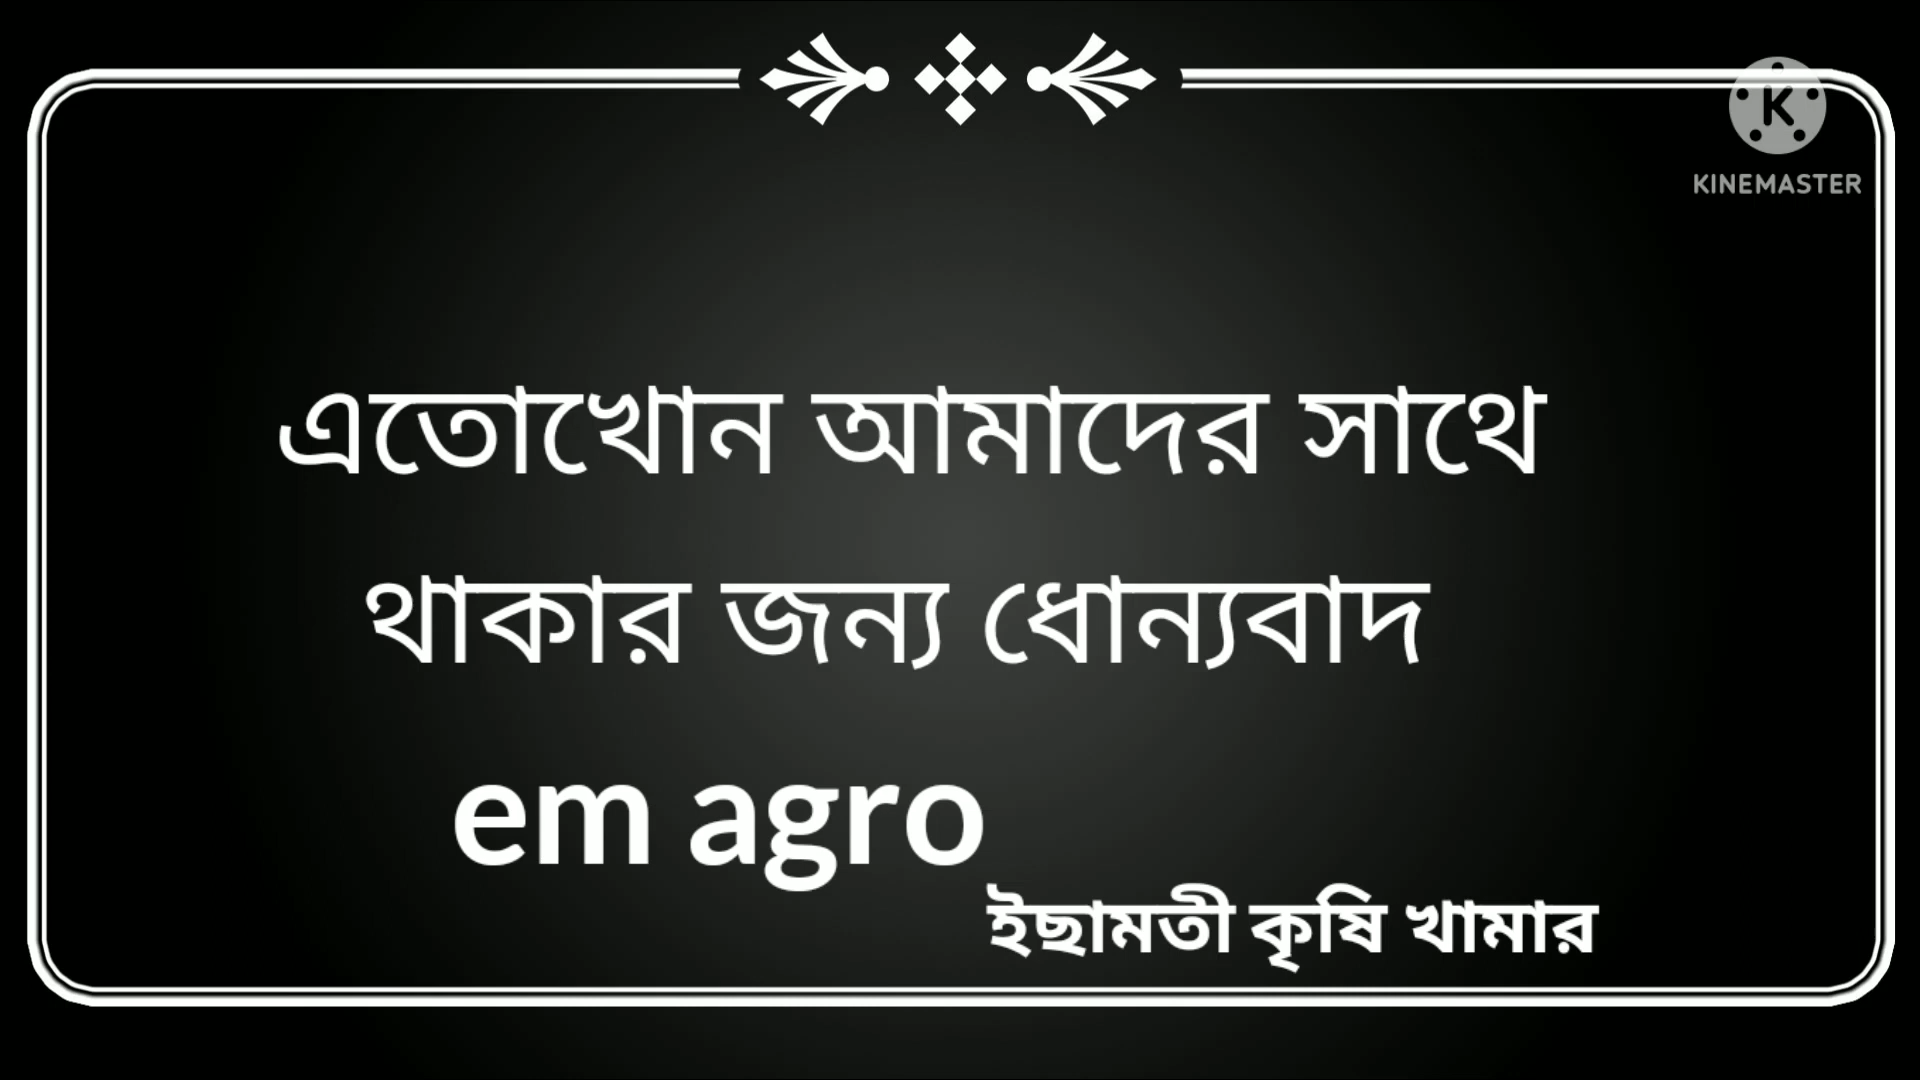 KINEMASTER
এতোখোন আমাদের সাথে
থাকার জন্য ধোন্যবাদ
em agro
ইছামতী কৃষি খামার